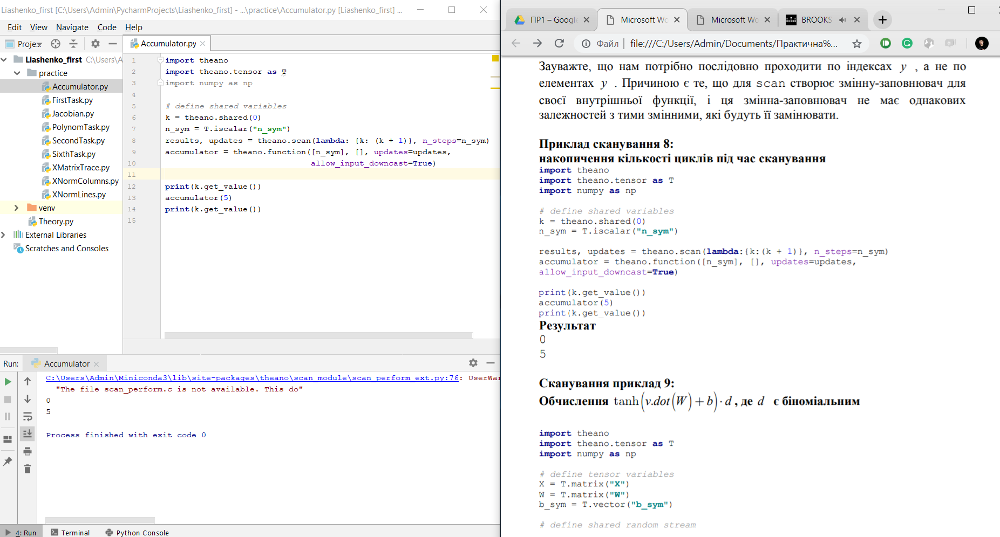 Liashenko_first [C:\Users\Admin\PycharmProjects\Liashenko_first] - ...\practice\Accumulator.py [Liashenko_first] ...
Edit View Navigate Code Help
Proje
Accumulator.py
Liashenko_first C:\Users\A
practice
Accumulator.py
FirstTask.py
Jacobian.py
PolynomTask.py
SecondTask.py
SixthTask.py
XMatrixTrace.py
XNormColumns.py
XNormLines.py
venv
Theory.py
External Libraries
Scratches and Consoles
1 import theano
2 import theano.tensor as T
3 import numpy as np
4
5 # define shared variables
6 k = theano.shared(0)
7 n_sym = T.iscalar("n_sym")
8 results, updates = theano.scan(lambda: {k: (k + 1)}, n_steps=n_sym)
9 accumulator = theano.function([n_sym], [], updates=updates,
10 allow_input_downcast=True)
11
12 print(k.get_value())
13 accumulator(5)
14 print(k.get_value())
15
Run: Accumulator
C:\Users\Admin\Miniconda3\lib\site-packages\theano\scan_module\scan_perform_ext.py:76: UserWar
"The file scan_perform.c is not available. This do"
0
5
Process finished with exit code 0
4: Run Terminal Python Console
ПР1 – Google Microsoft Wo Microsoft Wo BROOKS
Файл file:///C:/Users/Admin/Documents/Практична%...
Зауважте, що нам потрібно послідовно проходити по індексах y , а не по
елементах y . Причиною є те, що для scan створює змінну-заповнювач для
своєї внутрішньої функції, і ця змінна-заповнювач не має однакових
залежностей з тими змінними, які будуть її замінювати.
Приклад сканування 8:
накопичення кількості циклів під час сканування
import theano
import theano.tensor as T
import numpy as np
# define shared variables
k = theano.shared(0)
n_sym = T.iscalar("n_sym")
results, updates = theano.scan(lambda:{k:(k + 1)}, n_steps=n_sym)
accumulator = theano.function([n_sym], [], updates=updates,
allow_input_downcast=True)
print(k.get_value())
accumulator(5)
print(k.get_value())
Результат
0
5
Сканування приклад 9:
Обчислення tanh(v.dot(W)+b)·d , де d є біноміальним
import theano
import theano.tensor as T
import numpy as np
# define tensor variables
X = T.matrix("X")
W = T.matrix("W")
b_sym = T.vector("b_sym")
# define shared random stream